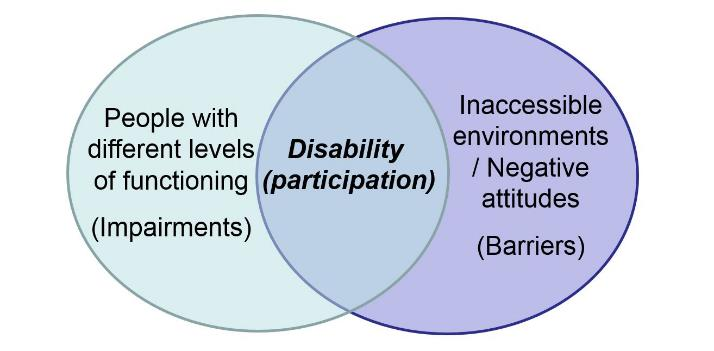 People with
different levels
of functioning
(Impairments)
Disability
(participation)
Inaccessible
environments
/ Negative
attitudes
(Barriers)